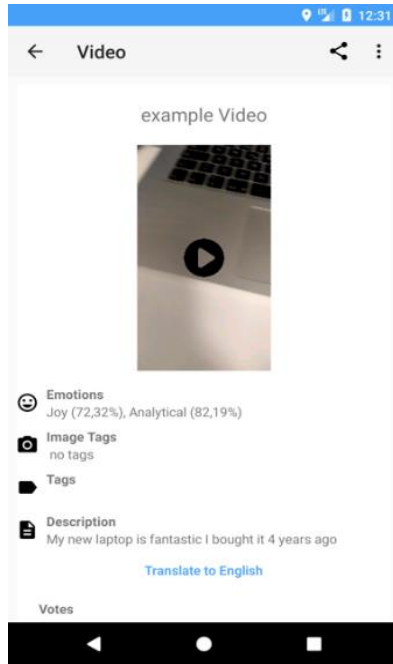 12:31
Video
example Video
Emotions
Joy (72,32%), Analytical (82,19%)
Image Tags
no tags
Tags
Description
My new laptop is fantastic I bought it 4 years ago
Translate to English
Votes